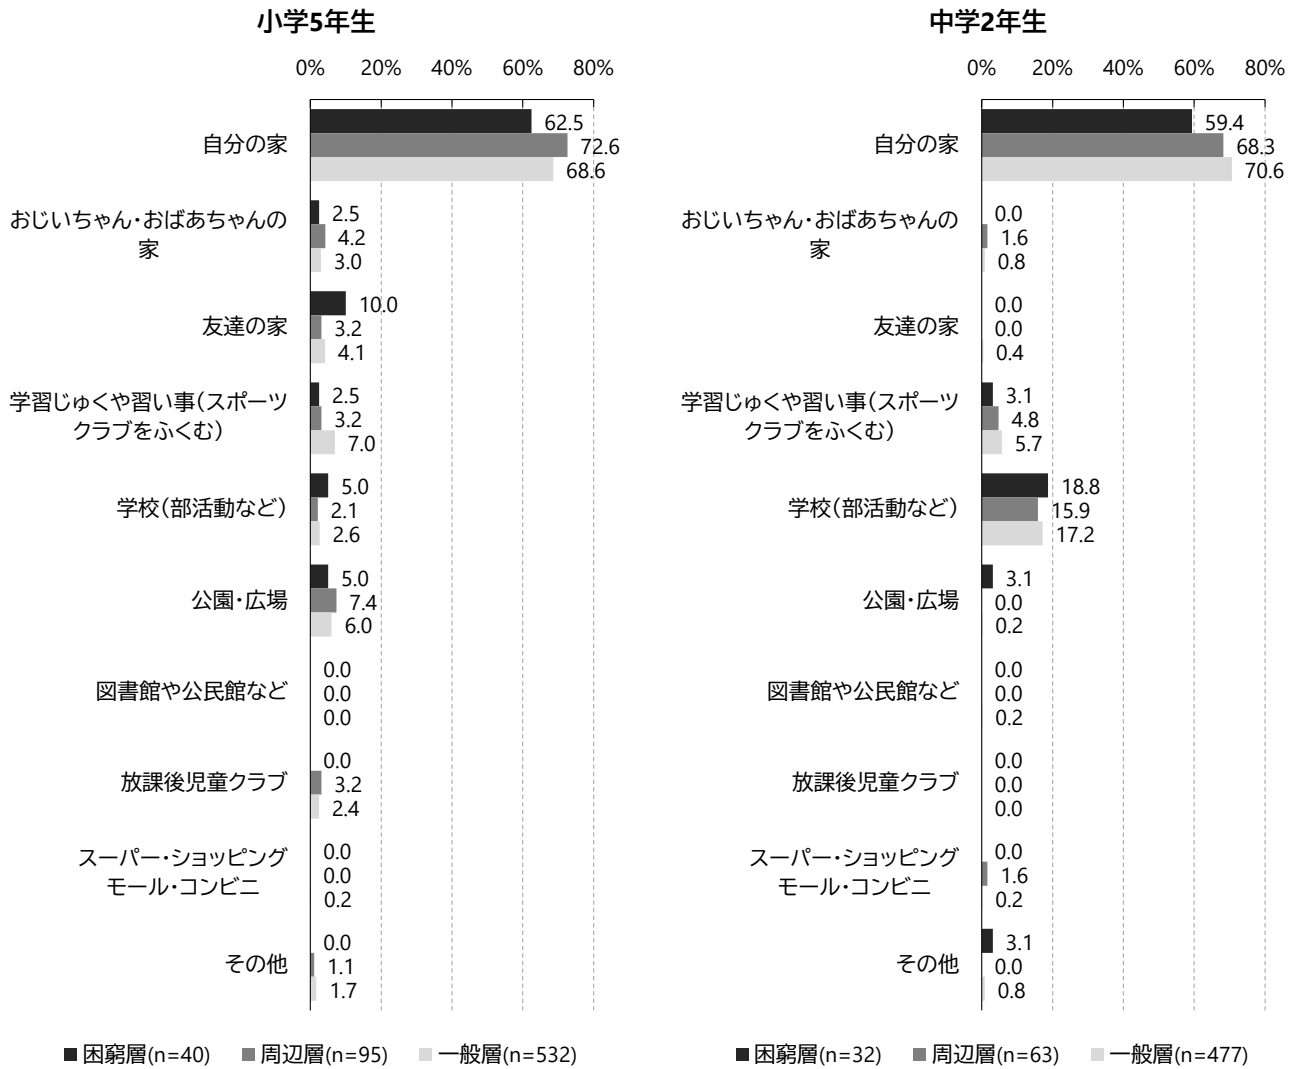 小学5年生
0% 20% 40% 60% 80%
自分の家
62.5
72.6
68.6
おじいちゃん・おばあちゃんの
家
2.5
4.2
3.0
友達の家
10.0
3.2
4.1
学習じゅくや習い事(スポーツ
クラブをふくむ)
2.5
3.2
7.0
学校(部活動など)
5.0
2.1
2.6
公園・広場
5.0
7.4
6.0
図書館や公民館など
0.0
0.0
0.0
放課後児童クラブ
0.0
3.2
2.4
スーパー・ショッピング
モール・コンビニ
0.0
0.0
0.2
その他
0.0
1.1
1.7
■困窮層(n=40) ■周辺層(n=95) ■一般層(n=532)
中学2年生
0% 20% 40% 60% 80%
自分の家
59.4
68.3
70.6
おじいちゃん・おばあちゃんの
家
0.0
1.6
0.8
友達の家
0.0
0.0
0.4
学習じゅくや習い事(スポーツ
クラブをふくむ)
3.1
4.8
5.7
学校(部活動など)
18.8
15.9
17.2
公園・広場
3.1
0.0
0.2
図書館や公民館など
0.0
0.0
0.2
放課後児童クラブ
0.0
0.0
0.0
スーパー・ショッピング
モール・コンビニ
0.0
1.6
0.2
その他
3.1
0.0
0.8
■困窮層(n=32) ■周辺層(n=63) ■一般層(n=477)